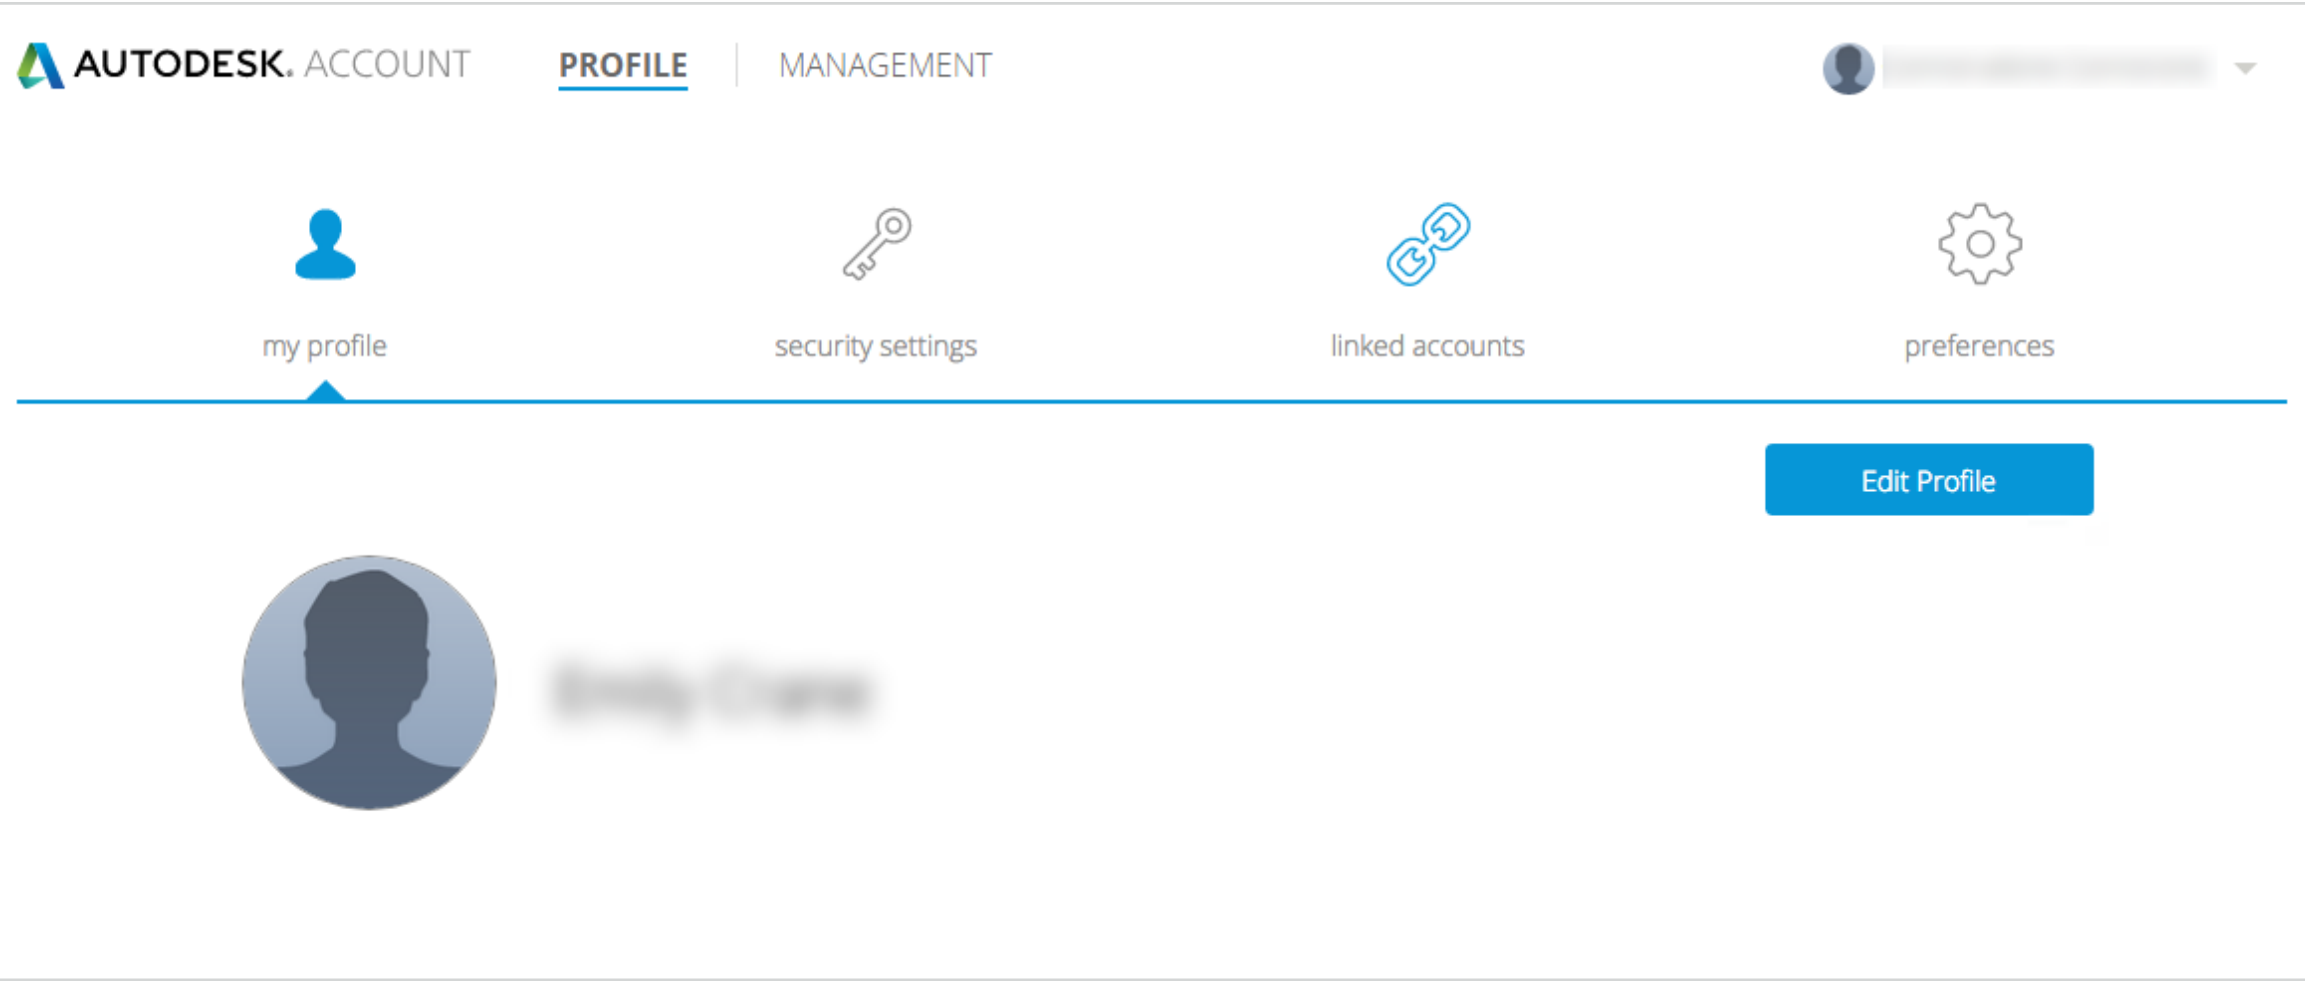 AUTODESK. ACCOUNT PROFILE MANAGEMENT
my profile security settings linked accounts preferences
Edit Profile